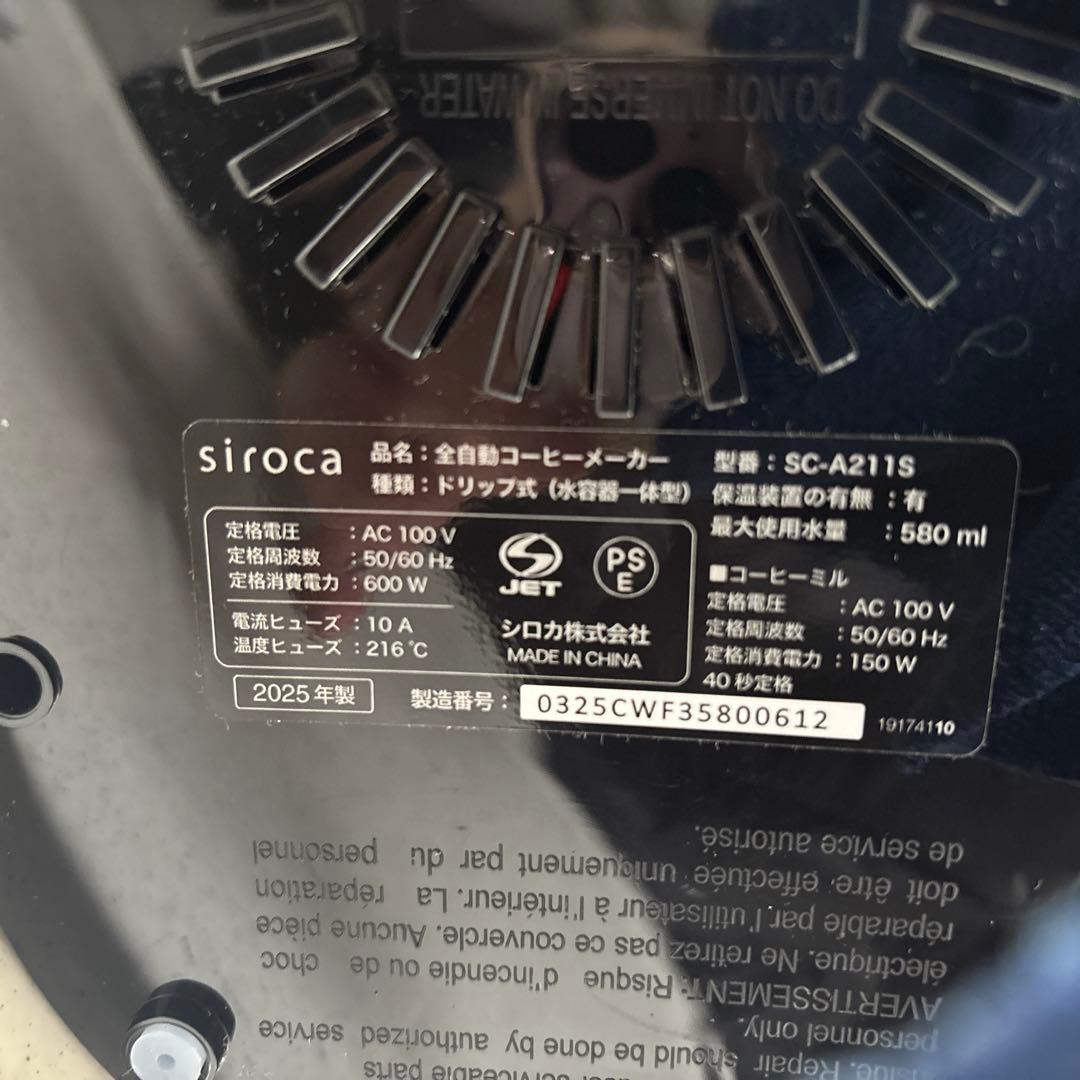 DO NOT IMMERSE IN WATER
siroca
品名：全自動コーヒーメーカー
種類：ドリップ式（水容器一体型）
型番：SC-A211S
保温装置の有無：有
最大使用水量：580 ml
定格電圧：AC 100 V
定格周波数：50/60 Hz
定格消費電力：600 W
電流ヒューズ：10 A
温度ヒューズ：216℃
JET
PS
E
シロカ株式会社
MADE IN CHINA
■コーヒーミル
定格電圧：AC 100 V
定格周波数：50/60 Hz
定格消費電力：150 W
40秒定格
2025年製
製造番号：0325CWF35800612
19174110
serviceable parts
inside. Repair should be done by authorized service
personnel only.
AVERTISSEMENT: Risque d'incendie ou de choc
électrique. Ne retirez pas ce couvercle. Aucune pièce
réparable par l'utilisateur à l'intérieur. La réparation
doit être effectuée uniquement par du personnel
de service autorisé.